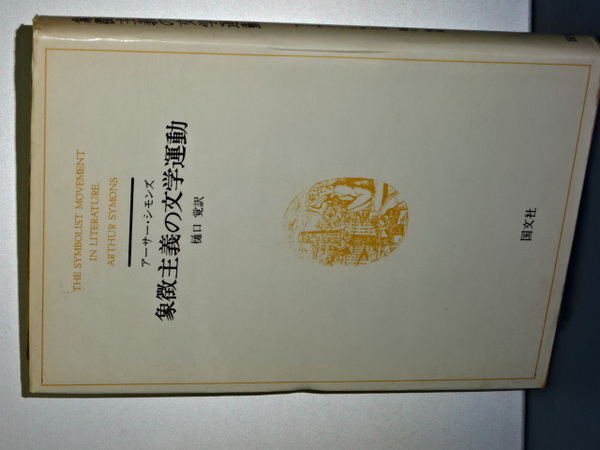 THE SYMBOLIST MOVEMENT
IN LITERATURE.
ARTHUR SYMONS
アーサー・シモンズ
象徴主義の文学運動
樋口 覚訳
国文社